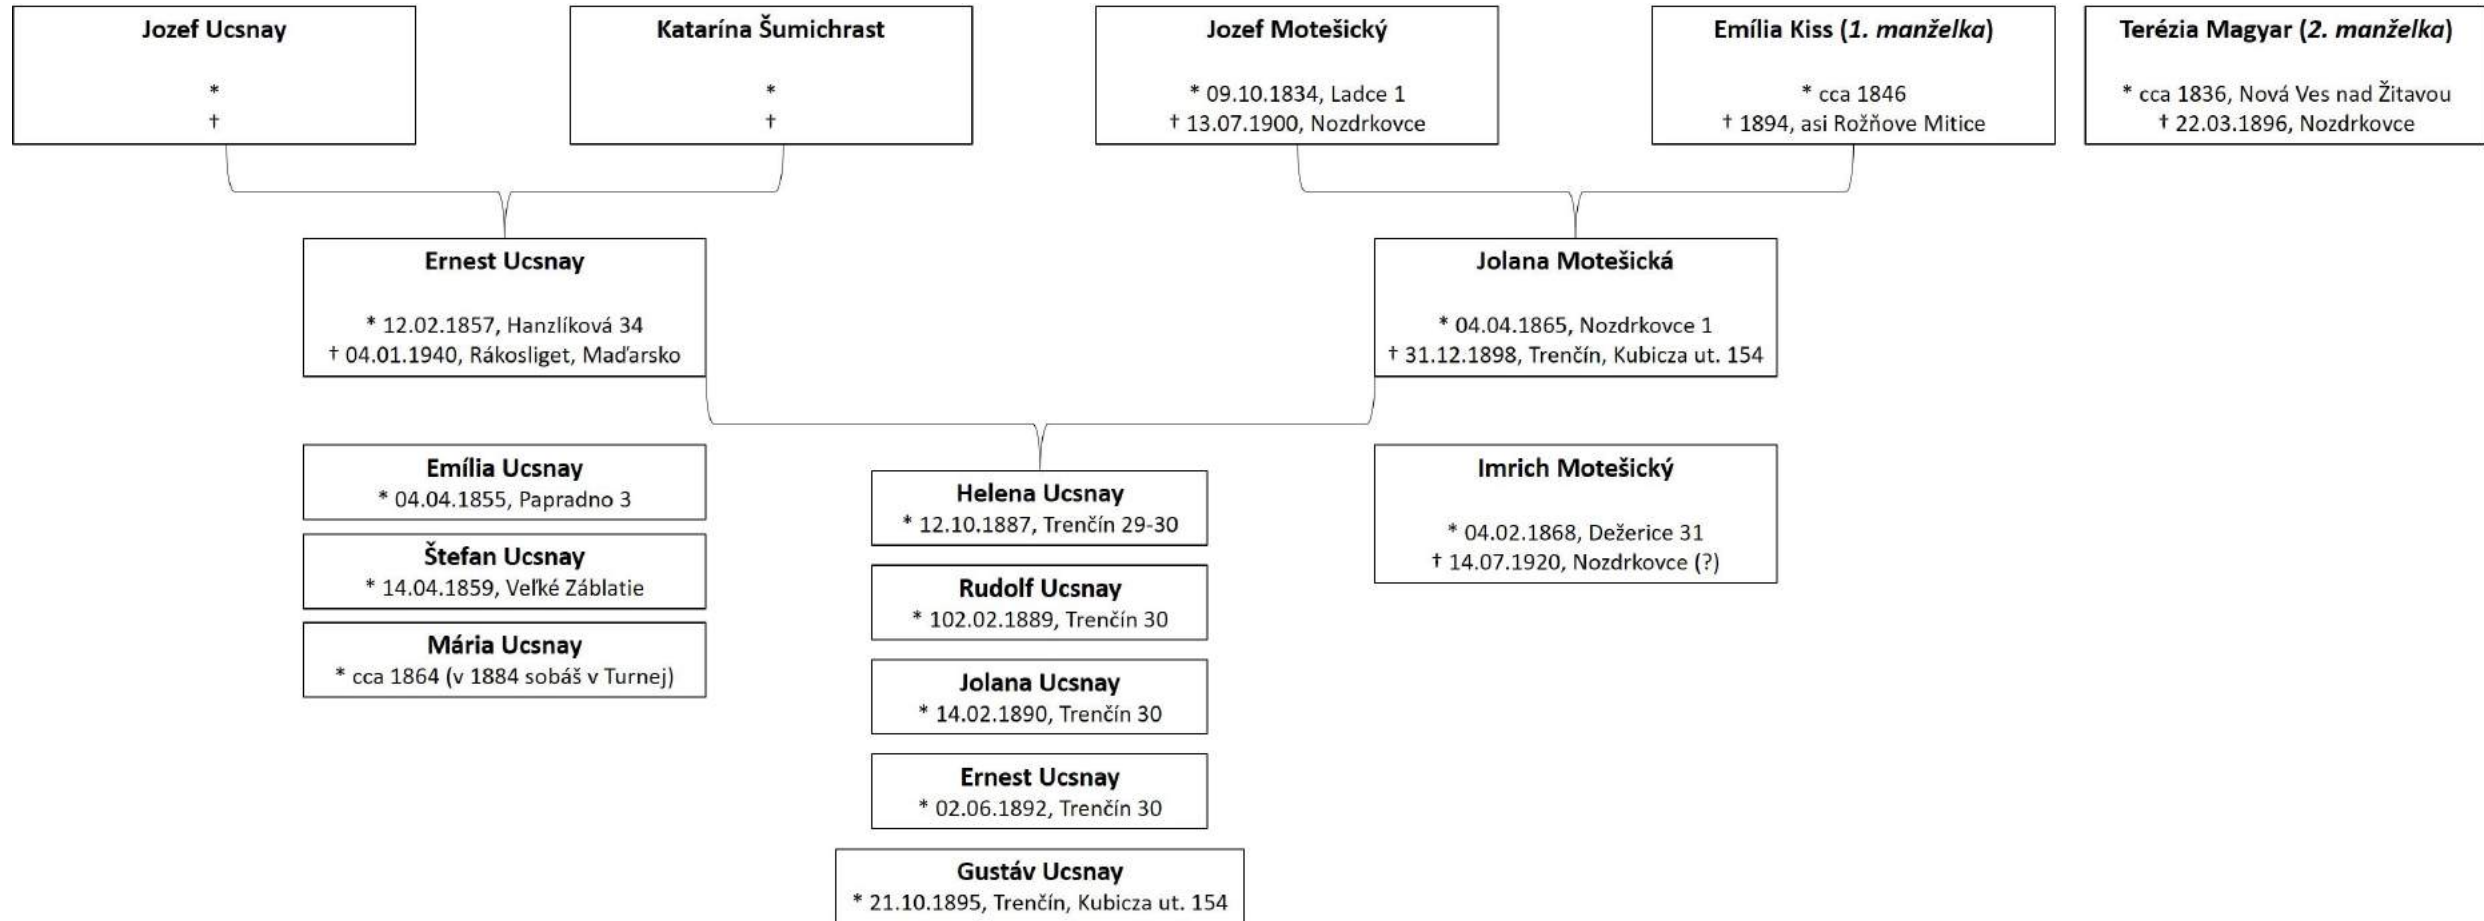 Jozef Ucsnay
*
†
Katarína Šumichrast
*
†
Jozef Motešický
* 09.10.1834, Ladce 1
† 13.07.1900, Nozdrkovce
Emília Kiss (1. manželka)
* cca 1846
† 1894, asi Rožňove Mitice
Terézia Magyar (2. manželka)
* cca 1836, Nová Ves nad Žitavou
† 22.03.1896, Nozdrkovce
Ernest Ucsnay
* 12.02.1857, Hanzlíková 34
† 04.01.1940, Rákosliget, Maďarsko
Jolana Motešická
* 04.04.1865, Nozdrkovce 1
† 31.12.1898, Trenčín, Kubicza ut. 154
Emília Ucsnay
* 04.04.1855, Papradno 3
Štefan Ucsnay
* 14.04.1859, Veľké Záblatie
Mária Ucsnay
* cca 1864 (v 1884 sobáš v Turnej)
Helena Ucsnay
* 12.10.1887, Trenčín 29-30
Rudolf Ucsnay
* 102.02.1889, Trenčín 30
Jolana Ucsnay
* 14.02.1890, Trenčín 30
Ernest Ucsnay
* 02.06.1892, Trenčín 30
Gustáv Ucsnay
* 21.10.1895, Trenčín, Kubicza ut. 154
Imrich Motešický
* 04.02.1868, Dežerice 31
† 14.07.1920, Nozdrkovce (?)